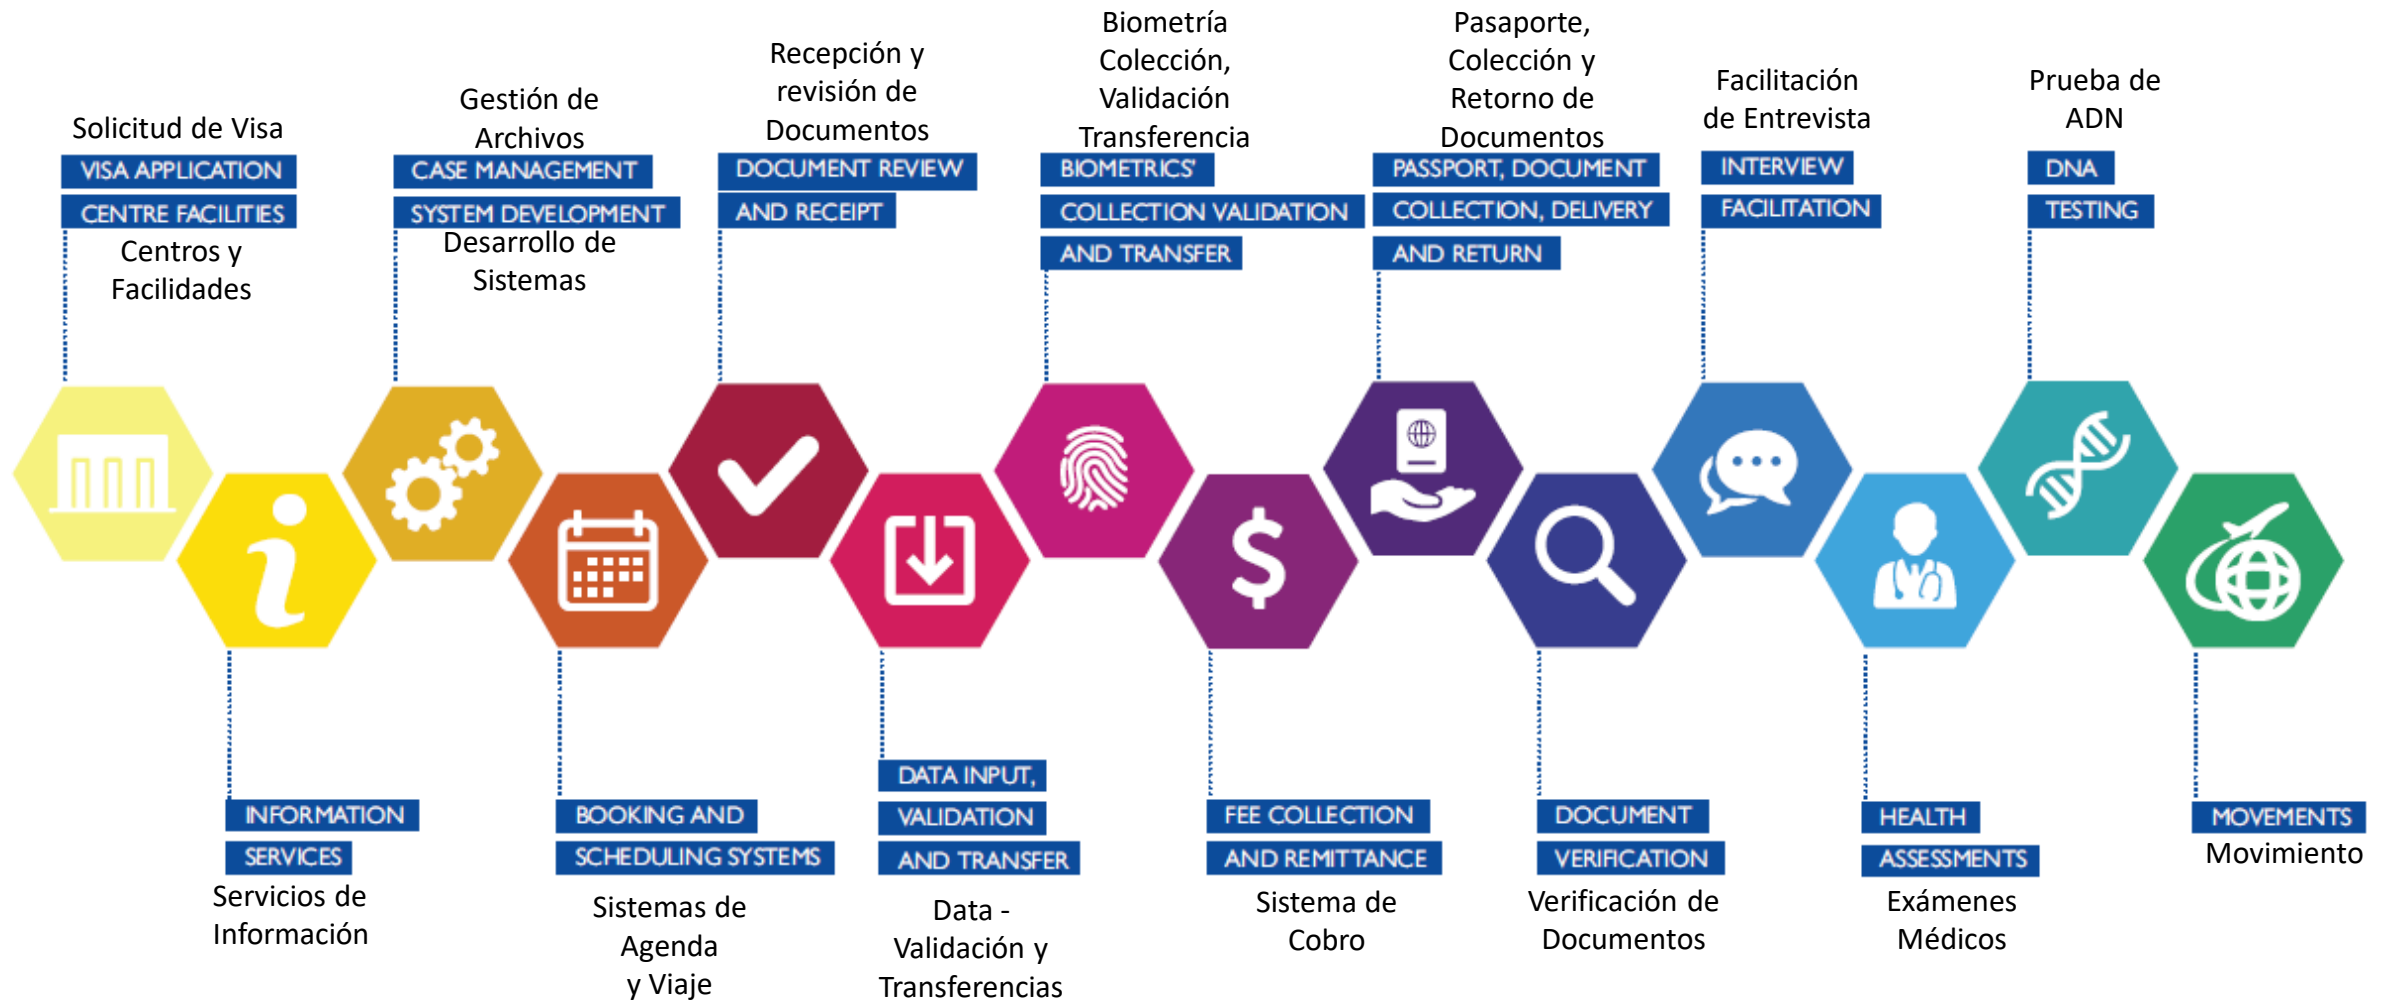 Solicitud de Visa
VISA APPLICATION
CENTRE FACILITIES
Centros y
Facilidades
Gestión de
Archivos
CASE MANAGEMENT
SYSTEM DEVELOPMENT
Desarrollo de
Sistemas
Recepción y
revisión de
Documentos
DOCUMENT REVIEW
AND RECEIPT
Biometría
Colección,
Validación
Transferencia
BIOMETRICS'
COLLECTION VALIDATION
AND TRANSFER
Pasaporte,
Colección y
Retorno de
Documentos
PASSPORT, DOCUMENT
COLLECTION, DELIVERY
AND RETURN
Facilitación
de Entrevista
INTERVIEW
FACILITATION
Prueba de
ADN
DNA
TESTING
INFORMATION
SERVICES
Servicios de
Información
BOOKING AND
SCHEDULING SYSTEMS
Sistemas de
Agenda
y Viaje
DATA INPUT,
VALIDATION
AND TRANSFER
Data -
Validación y
Transferencias
$
FEE COLLECTION
AND REMITTANCE
Sistema de
Cobro
DOCUMENT
VERIFICATION
Verificación de
Documentos
HEALTH
ASSESSMENTS
Exámenes
Médicos
MOVEMENTS
Movimiento